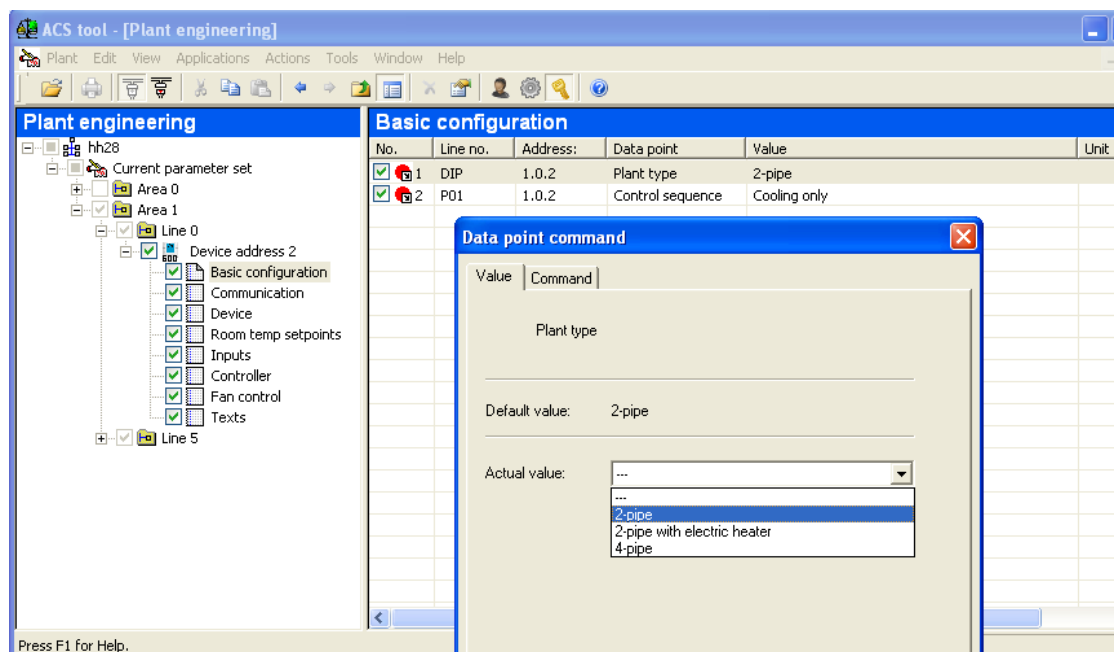 ACS tool - [Plant engineering]
Plant Edit View Applications Actions Tools Window Help
Plant engineering
hh28
Current parameter set
Area 0
Area 1
Line 0
600
Device address 2
Basic configuration
Communication
Device
Room temp setpoints
Inputs
Controller
Fan control
Texts
Line 5
Basic configuration
No. Line no. Address: Data point Value Unit
1 DIP 1.0.2 Plant type 2-pipe
2 P01 1.0.2 Control sequence Cooling only
Data point command
Value Command
Plant type
Default value: 2-pipe
Actual value: ---
---
2-pipe
2-pipe with electric heater
4-pipe
Press F1 for Help.